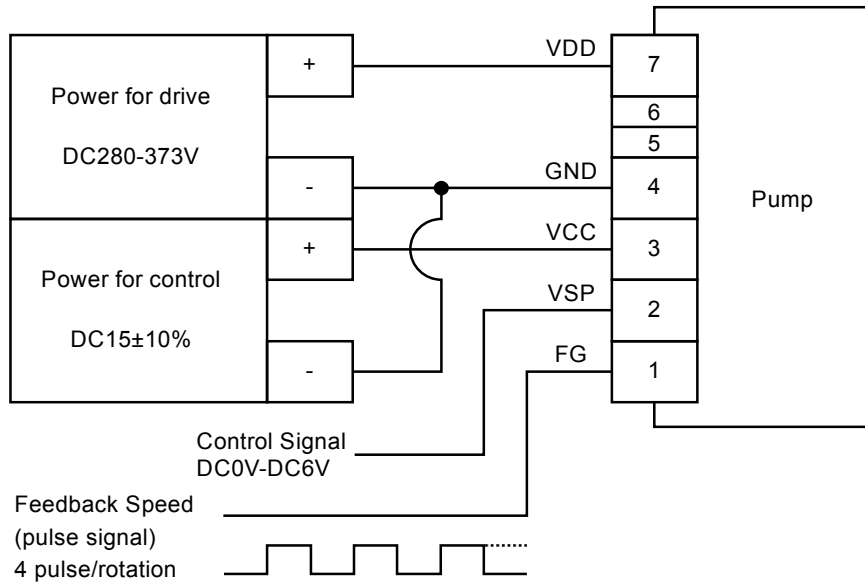 Power for drive
DC280-373V
+
-
Power for control
DC15±10%
+
-
VDD
GND
VCC
VSP
FG
7
6
5
4
3
2
1
Pump
Control Signal
DC0V-DC6V
Feedback Speed
(pulse signal)
4 pulse/rotation